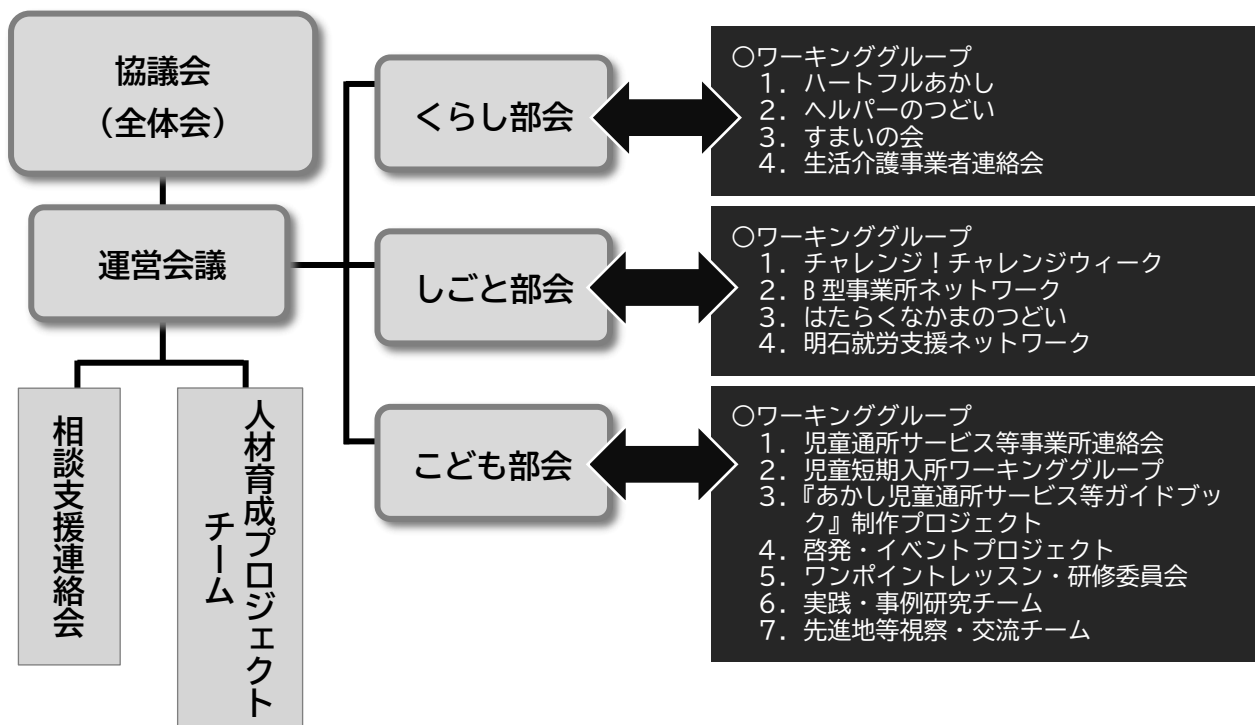 協議会
（全体会）
運営会議
相談支援連絡会
人材育成プロジェクト
チーム
くらし部会
○ワーキンググループ
1．ハートフルあかし
2．ヘルパーのつどい
3．すまいの会
4．生活介護事業者連絡会
しごと部会
○ワーキンググループ
1．チャレンジ！チャレンジウィーク
2．B型事業所ネットワーク
3．はたらくなかまのつどい
4．明石就労支援ネットワーク
こども部会
○ワーキンググループ
1．児童通所サービス等事業所連絡会
2．児童短期入所ワーキンググループ
3．『あかし児童通所サービス等ガイドブッ
ク』制作プロジェクト
4．啓発・イベントプロジェクト
5．ワンポイントレッスン・研修委員会
6．実践・事例研究チーム
7．先進地等視察・交流チーム